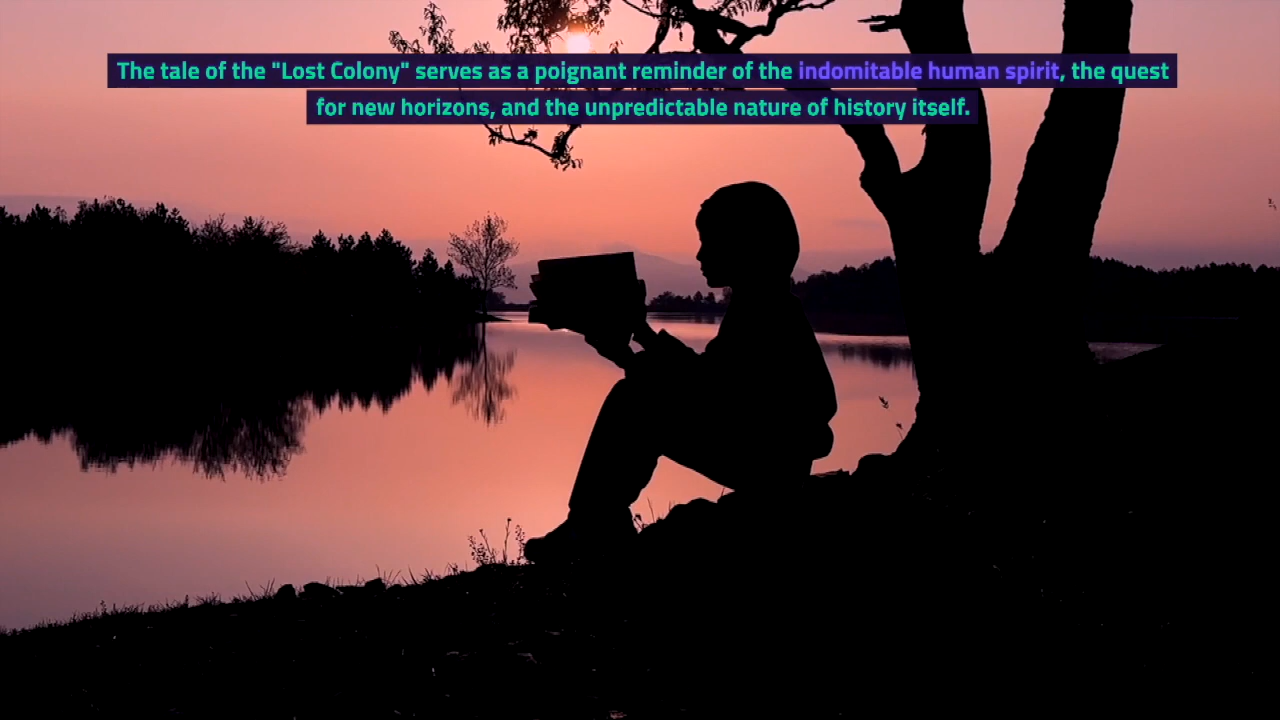 The tale of the "Lost Colony" serves as a poignant reminder of the indomitable human spirit, the quest
for new horizons, and the unpredictable nature of history itself.